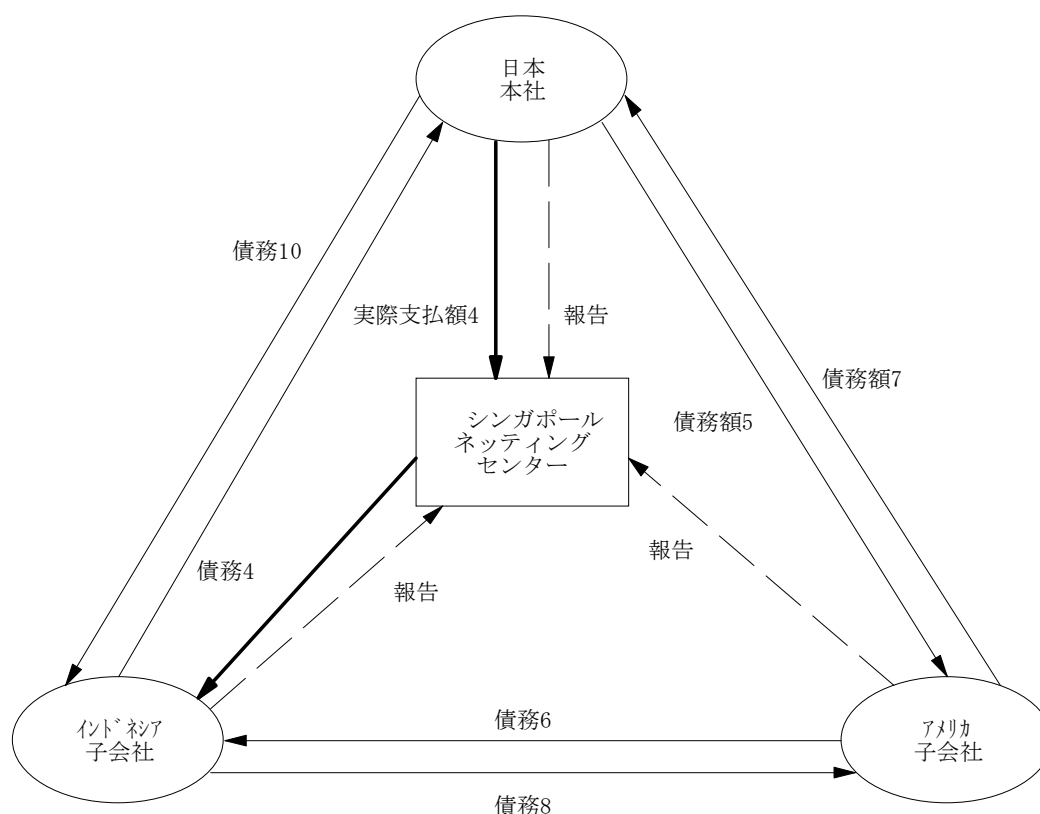 日本
本社
債務10
実際支払額4
報告
債務額7
債務額5
シンガポール
ネッティング
センター
報告
債務4
報告
ｲﾝﾄﾞﾈｼｱ
子会社
債務6
ｱﾒﾘｶ
子会社
債務8